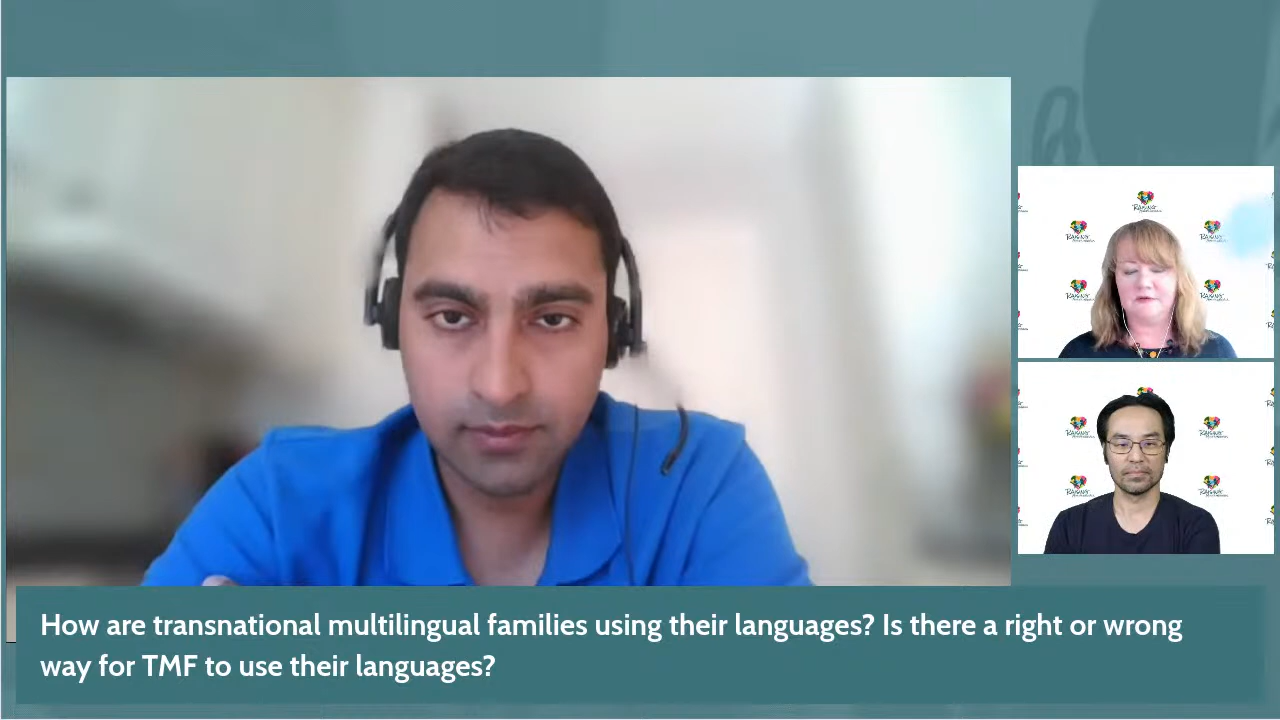 How are transnational multilingual families using their languages? Is there a right or wrong
way for TMF to use their languages?